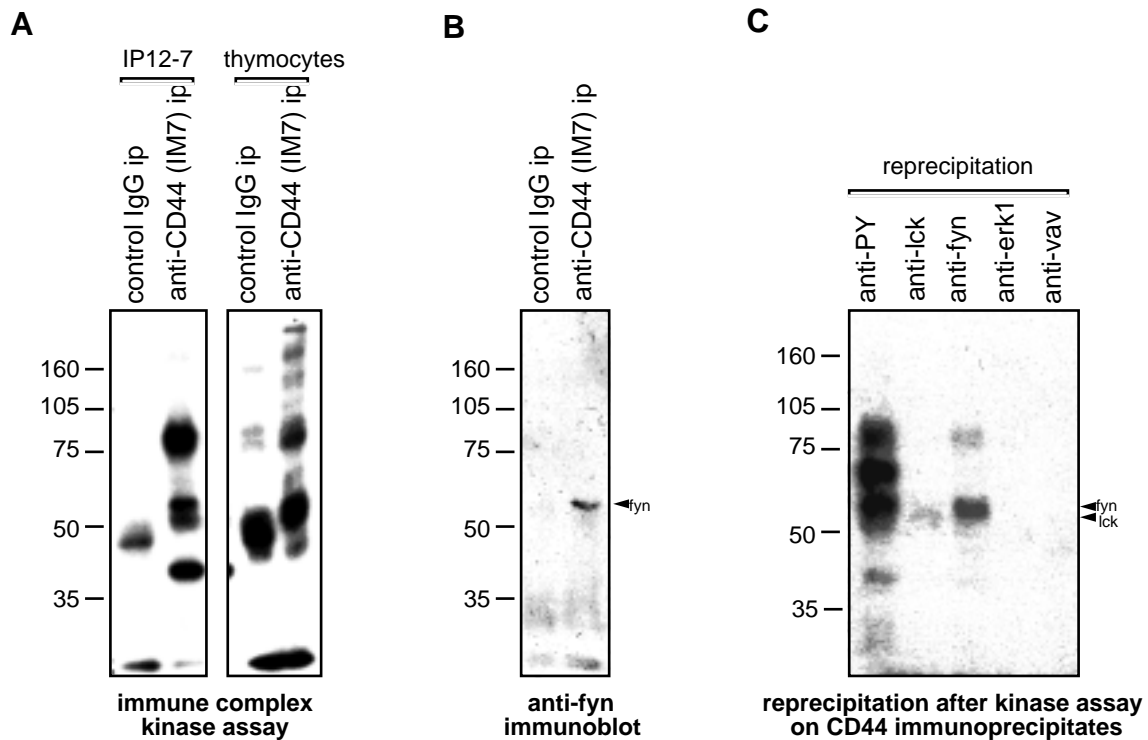 A
IP12-7
thymocytes
control IgG ip
anti-CD44 (IM7) ip
control IgG ip
anti-CD44 (IM7) ip
160
105
75
50
35
immune complex
kinase assay
B
control IgG ip
anti-CD44 (IM7) ip
160
105
75
50
35
fyn
anti-fyn
immunoblot
C
reprecipitation
anti-PY
anti-lck
anti-fyn
anti-erk1
anti-vav
160
105
75
50
35
fyn
lck
reprecipitation after kinase assay
on CD44 immunoprecipitates